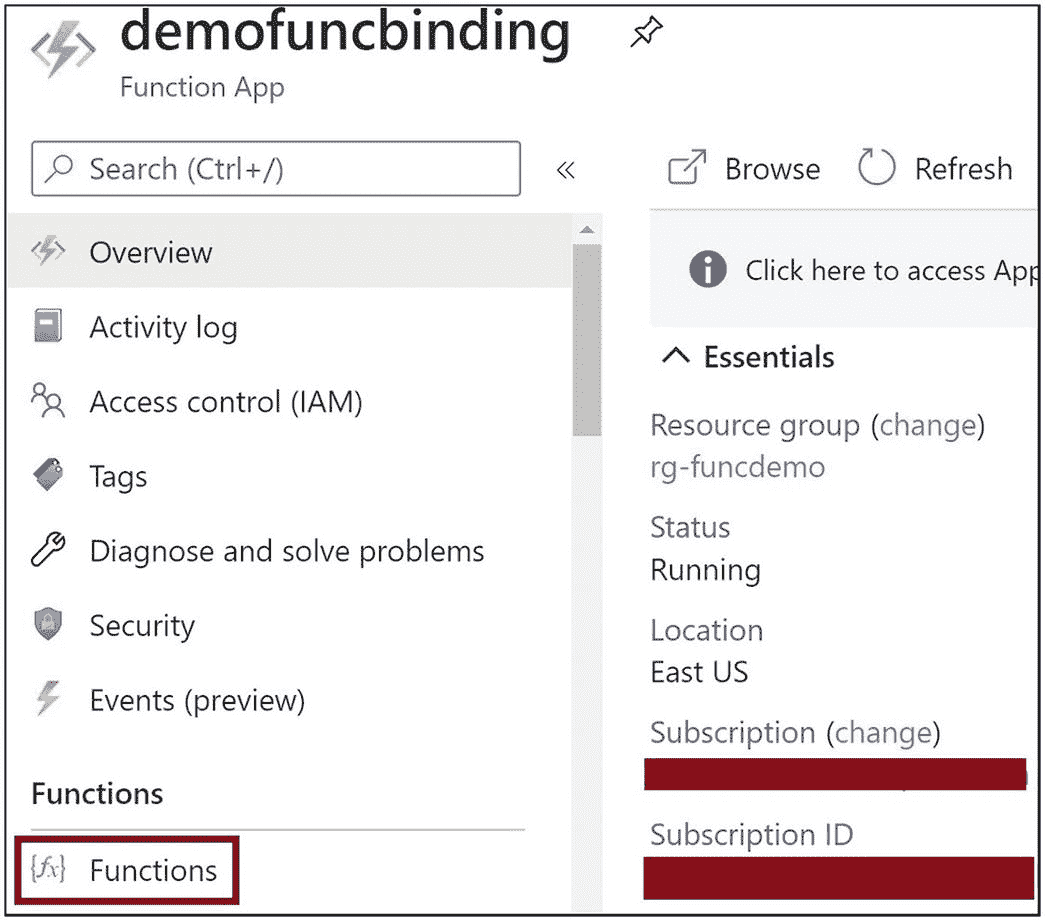 demofuncbinding
Function App
Search (Ctrl+/)
«
Overview
Activity log
Access control (IAM)
Tags
Diagnose and solve problems
Security
Events (preview)
Functions
{fx} Functions
Browse
Refresh
Click here to access App
Essentials
Resource group (change)
rg-funcdemo
Status
Running
Location
East US
Subscription (change)
Subscription ID